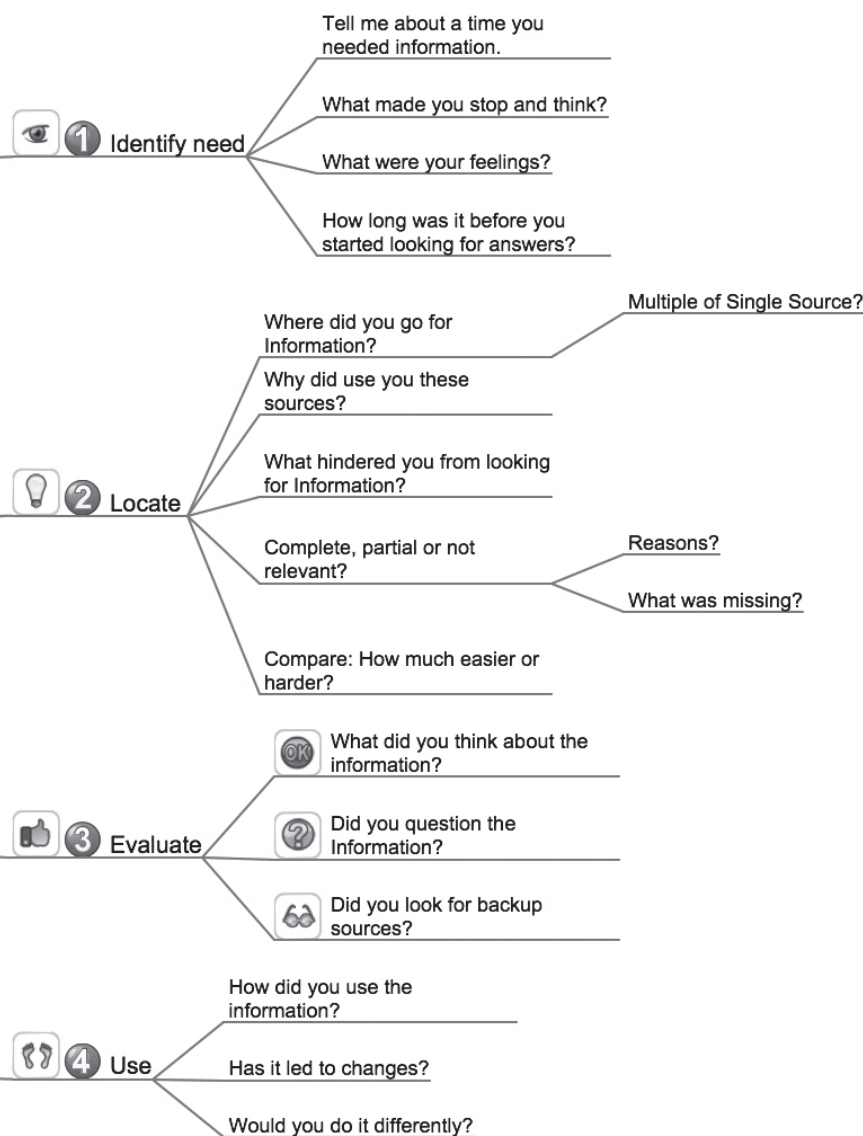 Tell me about a time you
needed information.
What made you stop and think?
1 Identify need
What were your feelings?
How long was it before you
started looking for answers?
Multiple of Single Source?
Where did you go for
Information?
Why did use you these
sources?
What hindered you from looking
for Information?
2 Locate
Complete, partial or not
relevant?
Reasons?
What was missing?
Compare: How much easier or
harder?
OK
What did you think about the
information?
3 Evaluate
?
Did you question the
Information?
Did you look for backup
sources?
How did you use the
information?
4 Use
Has it led to changes?
Would you do it differently?